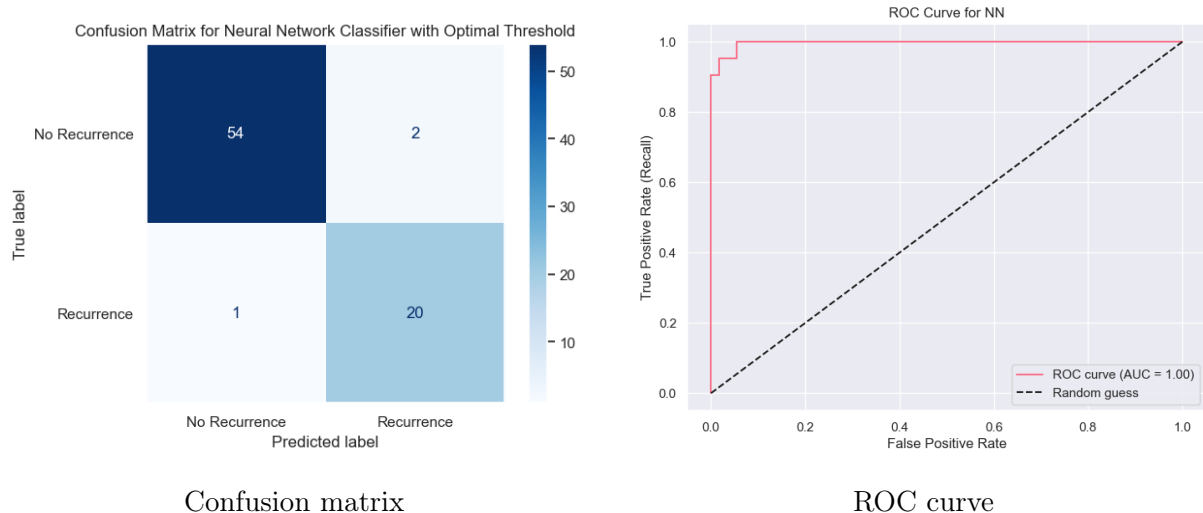 Confusion Matrix for Neural Network Classifier with Optimal Threshold
True label
No Recurrence
Recurrence
54
2
1
20
No Recurrence
Recurrence
Predicted label
50
40
30
20
10
Confusion matrix
ROC Curve for NN
True Positive Rate (Recall)
1.0
0.8
0.6
0.4
0.2
0.0
0.0
0.2
0.4
0.6
0.8
1.0
False Positive Rate
ROC curve (AUC = 1.00)
Random guess
ROC curve